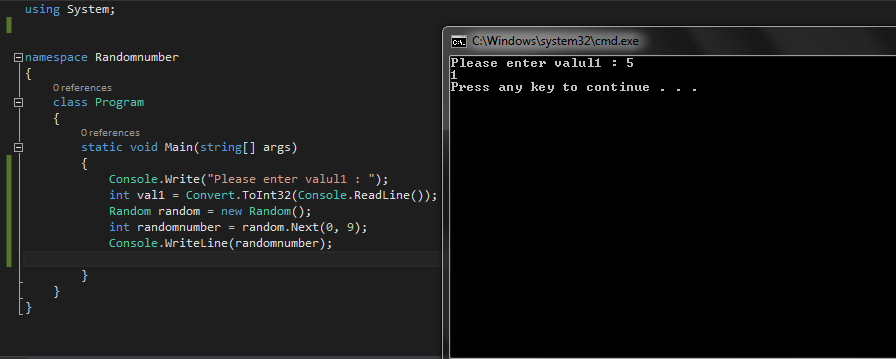 using System;
namespace Randomnumber
{
0 references
class Program
{
0 references
static void Main(string[] args)
{
Console.Write("Please enter valul1 : ");
int val1 = Convert.ToInt32(Console.ReadLine());
Random random = new Random();
int randomnumber = random.Next(0, 9);
Console.WriteLine(randomnumber);
}
}
}
C:\Windows\system32\cmd.exe
Please enter valul1 : 5
1
Press any key to continue . . .